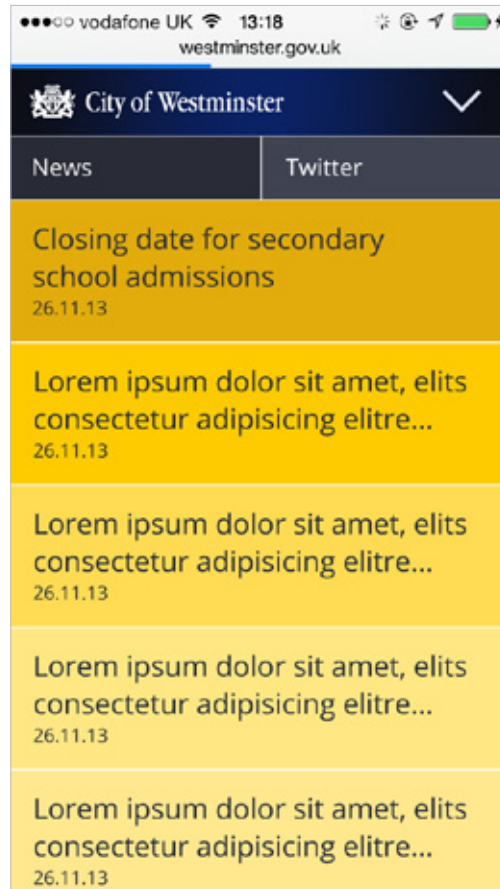 vodafone UK 13:18
westminster.gov.uk
City of Westminster
News Twitter
Closing date for secondary
school admissions
26.11.13
Lorem ipsum dolor sit amet, elits
consectetur adipisicing elitre...
26.11.13
Lorem ipsum dolor sit amet, elits
consectetur adipisicing elitre...
26.11.13
Lorem ipsum dolor sit amet, elits
consectetur adipisicing elitre...
26.11.13
Lorem ipsum dolor sit amet, elits
consectetur adipisicing elitre...
26.11.13